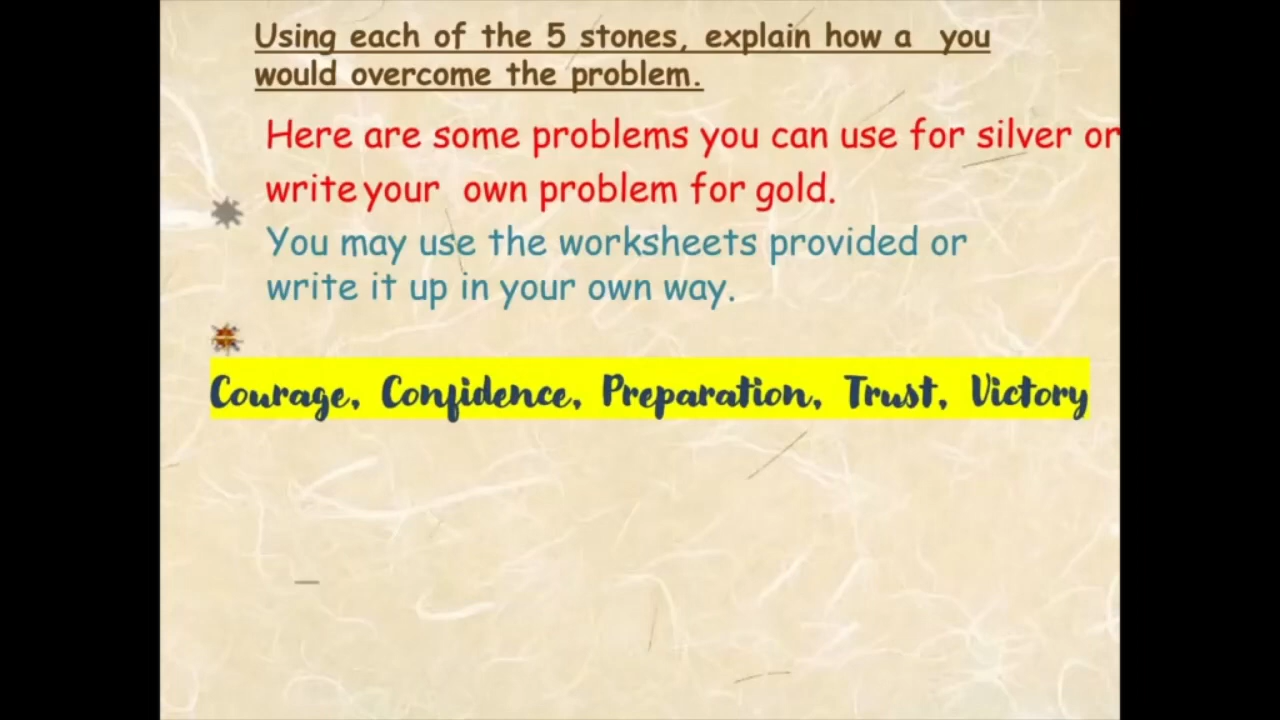 Using each of the 5 stones, explain how a you
would overcome the problem.
Here are some problems you can use for silver or
write your own problem for gold.
You may use the worksheets provided or
write it up in your own way.
Courage, Confidence, Preparation, Trust, Victory